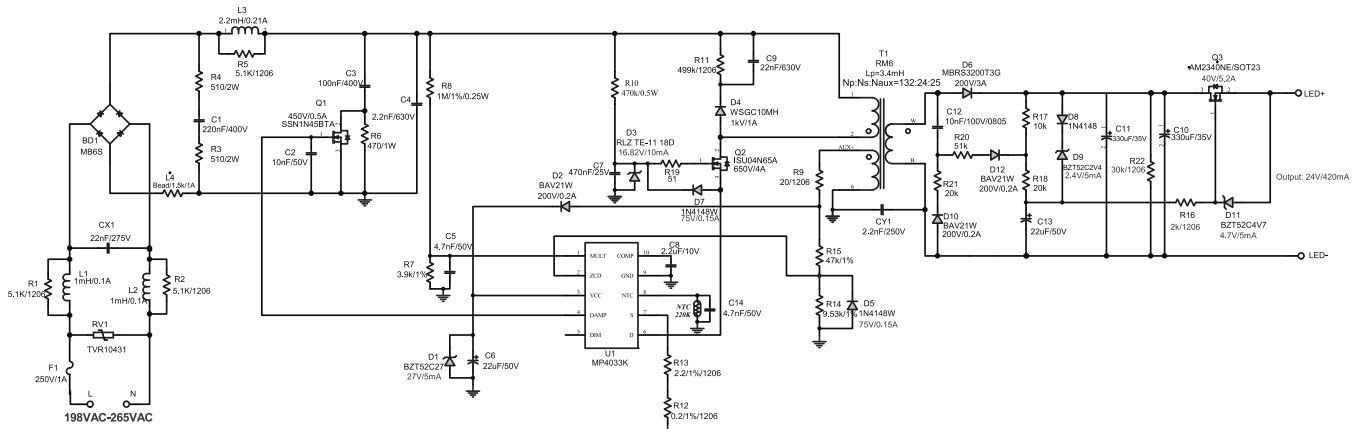 L3
2.2mH/0.21A
R5
5.1K/1206
R4
510/2W
C1
220nF/400V
R3
510/2W
BD1
MB6S
L4
Bead/1.5k/1A
CX1
22nF/275V
R1
5.1K/1206
L1
1mH/0.1A
L2
1mH/0.1A
R2
5.1K/1206
RV1
TVR10431
F1
250V/1A
L
N
198VAC-265VAC
C3
100nF/400V
Q1
450V/0.5A
SSN1N45BTA
C2
10nF/50V
R6
470/1W
C4
2.2nF/630V
R8
1M/1%/0.25W
R7
3.9k/1%
C5
4.7nF/50V
D1
BZT52C27
27V/5mA
C6
22uF/50V
D2
BAV21W
200V/0.2A
R10
470k/0.5W
D3
RLZ TE-11 18D
16.82V/10mA
C7
470nF/25V
R19
51
R11
499k/1206
C9
22nF/630V
D4
WSGC10MH
1kV/1A
Q2
ISU04N65A
650V/4A
D7
1N4148W
75V/0.15A
MULT
COMP
ZCD
GND
VCC
NTC
DAMP
S
DIM
D
1
2
3
4
5
10
9
8
7
6
U1
MP4033K
C8
2.2uF/10V
NTC
220K
C14
4.7nF/50V
R13
2.2/1%/1206
R12
0.2/1%/1206
R9
20/1206
R15
47k/1%
R14
9.53k/1%
D5
1N4148W
75V/0.15A
T1
RM6
Lp=3.4mH
Np:Ns:Naux=132:24:25
1
2
AUX+
6
W
B
CY1
2.2nF/250V
D6
MBRS3200T3G
200V/3A
C12
10nF/100V/0805
R20
51k
R21
20k
D10
BAV21W
200V/0.2A
D12
BAV21W
200V/0.2A
R17
10k
R18
20k
C13
22uF/50V
D8
1N4148
D9
BZT52C2V4
2.4V/5mA
C11
330uF/35V
C10
330uF/35V
R22
30k/1206
Q3
AM2340NE/SOT23
40V/5.2A
R16
2k/1206
D11
BZT52C4V7
4.7V/5mA
LED+
Output: 24V/420mA
LED-